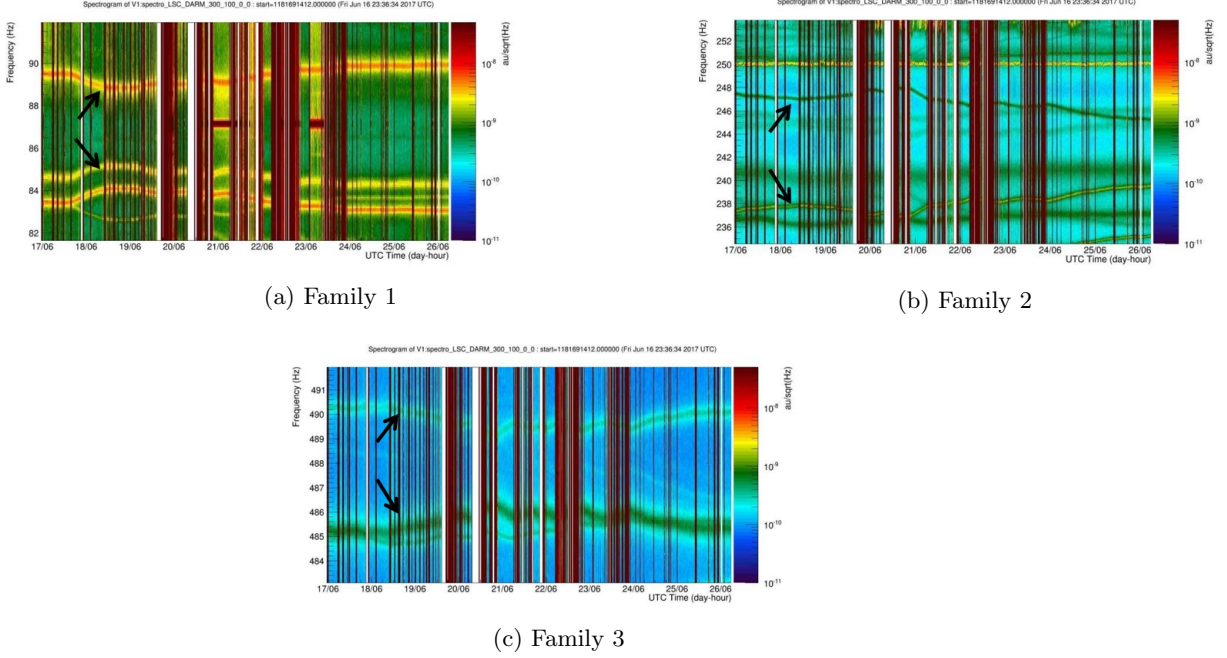 Spectrogram of V1:spectro_LSC_DARM_300_100_0_0 : start=1181691412.000000 (Fri Jun 16 23:36:34 2017 UTC)
Frequency (Hz)
90
88
86
84
82
17/06 18/06 19/06 20/06 21/06 22/06 23/06 24/06 25/06 26/06
UTC Time (day-hour)
au/sqrt(Hz)
10-8
10-9
10-10
10-11
(a) Family 1
Spectrogram of V1:spectro_LSC_DARM_300_100_0_0 : start=1181691412.000000 (Fri Jun 16 23:36:34 2017 UTC)
Frequency (Hz)
252
250
248
246
244
242
240
238
236
17/06 18/06 19/06 20/06 21/06 22/06 23/06 24/06 25/06 26/06
UTC Time (day-hour)
au/sqrt(Hz)
10-8
10-9
10-10
10-11
(b) Family 2
Spectrogram of V1:spectro_LSC_DARM_300_100_0_0 : start=1181691412.000000 (Fri Jun 16 23:36:34 2017 UTC)
Frequency (Hz)
491
490
489
488
487
486
485
484
483
17/06 18/06 19/06 20/06 21/06 22/06 23/06 24/06 25/06 26/06
UTC Time (day-hour)
au/sqrt(Hz)
10-8
10-9
10-10
10-11
(c) Family 3